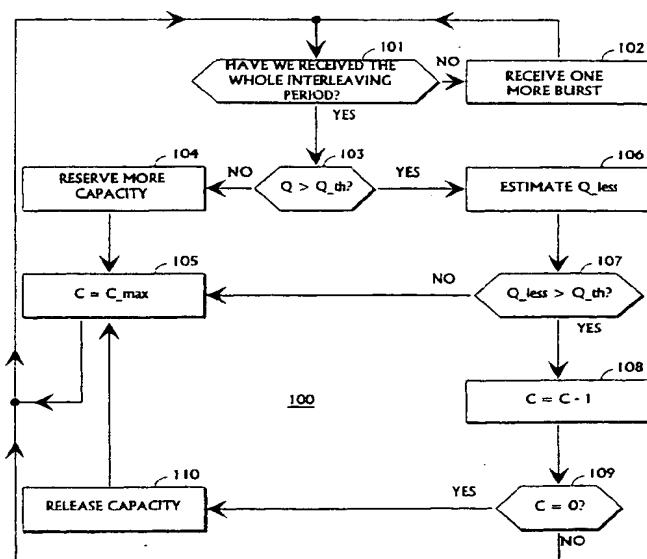 101
HAVE WE RECEIVED THE
WHOLE INTERLEAVING
PERIOD?
NO
102
RECEIVE ONE
MORE BURST
YES
104
RESERVE MORE
CAPACITY
NO
103
Q > Q_th?
YES
106
ESTIMATE Q_less
105
C = C_max
NO
107
Q_less > Q_th?
YES
108
C = C - 1
100
110
RELEASE CAPACITY
YES
109
C = 0?
NO